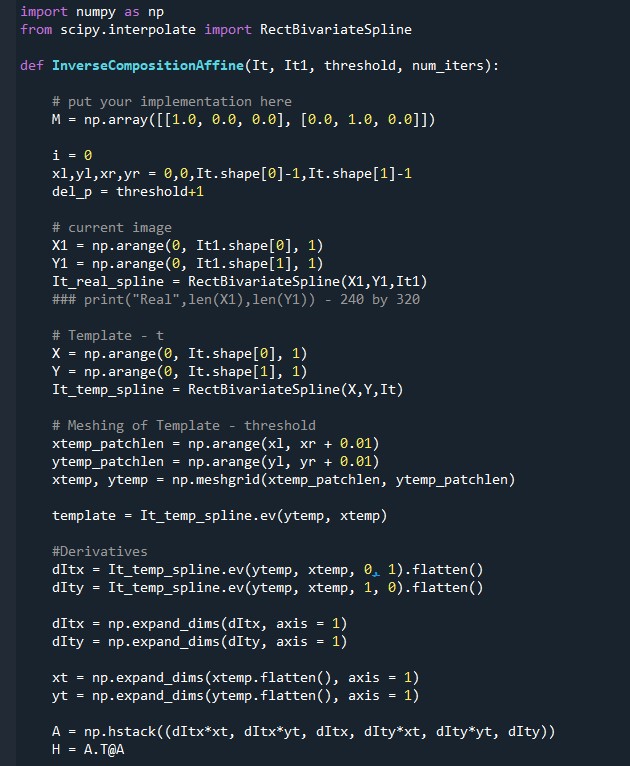 import numpy as np
from scipy.interpolate import RectBivariateSpline
def InverseCompositionAffine(It, It1, threshold, num_iters):
# put your implementation here
M = np.array([[1.0, 0.0, 0.0], [0.0, 1.0, 0.0]])
i = 0
xl,yl,xr,yr = 0,0,It.shape[0]-1,It.shape[1]-1
del_p = threshold+1
# current image
X1 = np.arange(0, It1.shape[0], 1)
Y1 = np.arange(0, It1.shape[1], 1)
It_real_spline = RectBivariateSpline(X1,Y1,It1)
### print("Real",len(X1),len(Y1)) - 240 by 320
# Template - t
X = np.arange(0, It.shape[0], 1)
Y = np.arange(0, It.shape[1], 1)
It_temp_spline = RectBivariateSpline(X,Y,It)
# Meshing of Template - threshold
xtemp_patchlen = np.arange(xl, xr + 0.01)
ytemp_patchlen = np.arange(yl, yr + 0.01)
xtemp, ytemp = np.meshgrid(xtemp_patchlen, ytemp_patchlen)
template = It_temp_spline.ev(ytemp, xtemp)
#Derivatives
dItx = It_temp_spline.ev(ytemp, xtemp, 0, 1).flatten()
dIty = It_temp_spline.ev(ytemp, xtemp, 1, 0).flatten()
dItx = np.expand_dims(dItx, axis = 1)
dIty = np.expand_dims(dIty, axis = 1)
xt = np.expand_dims(xtemp.flatten(), axis = 1)
yt = np.expand_dims(ytemp.flatten(), axis = 1)
A = np.hstack((dItx*xt, dItx*yt, dItx, dIty*xt, dIty*yt, dIty))
H = A.T@A